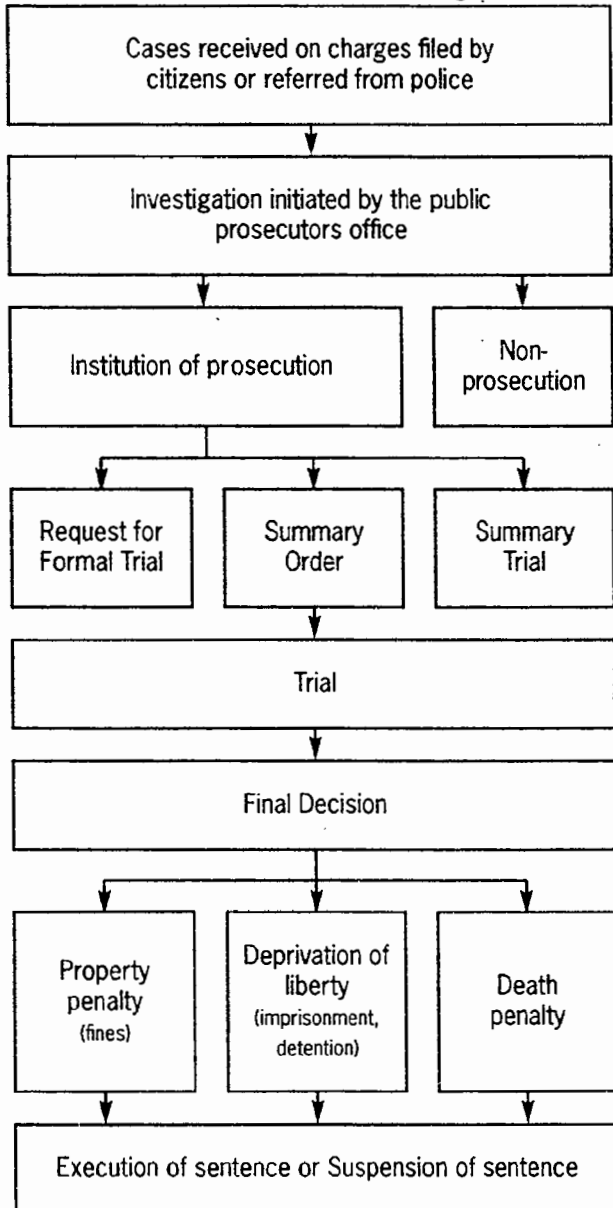 Cases received on charges filed by
citizens or referred from police
Investigation initiated by the public
prosecutors office
Institution of prosecution
Non-
prosecution
Request for
Formal Trial
Summary
Order
Summary
Trial
Trial
Final Decision
Property
penalty
(fines)
Deprivation of
liberty
(imprisonment,
detention)
Death
penalty
Execution of sentence or Suspension of sentence